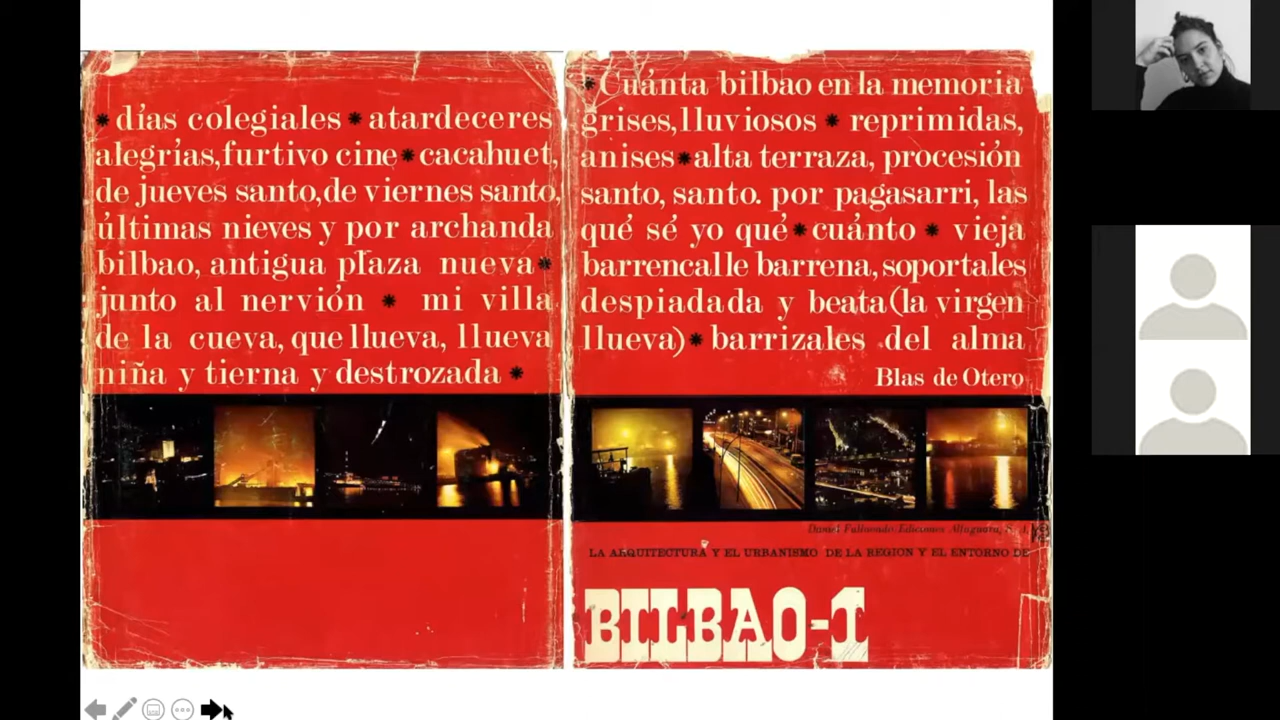 * días colegiales * atardeceres
alegrías, furtivo cine * cacahuet,
de jueves santo, de viernes santo,
últimas nieves y por archanda
bilbao, antigua plaza nueva *
junto al nervión * mi villa
de la cueva, que llueva, llueva
niña y tierna y destrozada *
* Cuánta bilbao en la memoria
grises, lluviosos * reprimidas,
anises * alta terraza, procesión
santo, santo. por pagasarri, las
qué sé yo qué * cuánto * vieja
barrencalle barrena, soportales
despiadada y beata (la virgen
llueva) * barrizales del alma
Blas de Otero
Daniel Fullaondo Ediciones Alfaguara, S. A.
LA ARQUITECTURA Y EL URBANISMO DE LA REGION Y EL ENTORNO DE
BILBAO-1